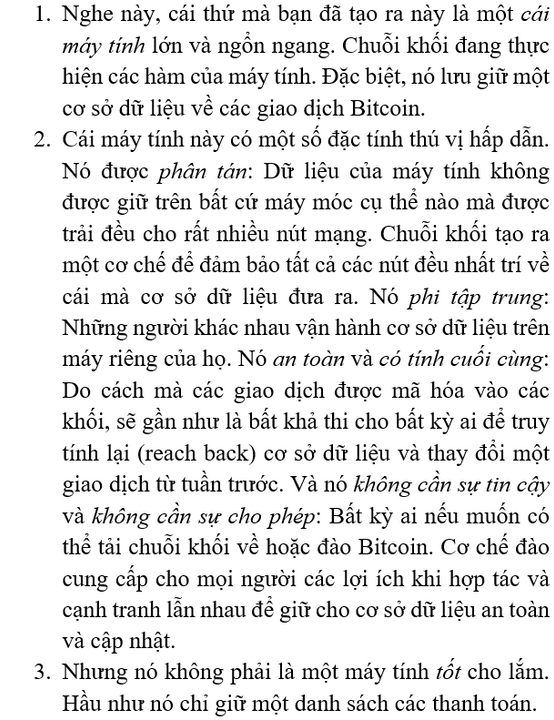 1. Nghe này, cái thứ mà bạn đã tạo ra này là một cái
máy tính lớn và ngổn ngang. Chuỗi khối đang thực
hiện các hàm của máy tính. Đặc biệt, nó lưu giữ một
cơ sở dữ liệu về các giao dịch Bitcoin.
2. Cái máy tính này có một số đặc tính thú vị hấp dẫn.
Nó được phân tán: Dữ liệu của máy tính không
được giữ trên bất cứ máy móc cụ thể nào mà được
trải đều cho rất nhiều nút mạng. Chuỗi khối tạo ra
một cơ chế để đảm bảo tất cả các nút đều nhất trí về
cái mà cơ sở dữ liệu đưa ra. Nó phi tập trung:
Những người khác nhau vận hành cơ sở dữ liệu trên
máy riêng của họ. Nó an toàn và có tính cuối cùng:
Do cách mà các giao dịch được mã hóa vào các
khối, sẽ gần như là bất khả thi cho bất kỳ ai để truy
tính lại (reach back) cơ sở dữ liệu và thay đổi một
giao dịch từ tuần trước. Và nó không cần sự tin cậy
và không cần sự cho phép: Bất kỳ ai nếu muốn có
thể tải chuỗi khối về hoặc đào Bitcoin. Cơ chế đào
cung cấp cho mọi người các lợi ích khi hợp tác và
cạnh tranh lẫn nhau để giữ cho cơ sở dữ liệu an toàn
và cập nhật.
3. Nhưng nó không phải là một máy tính tốt cho lắm.
Hầu như nó chỉ giữ một danh sách các thanh toán.